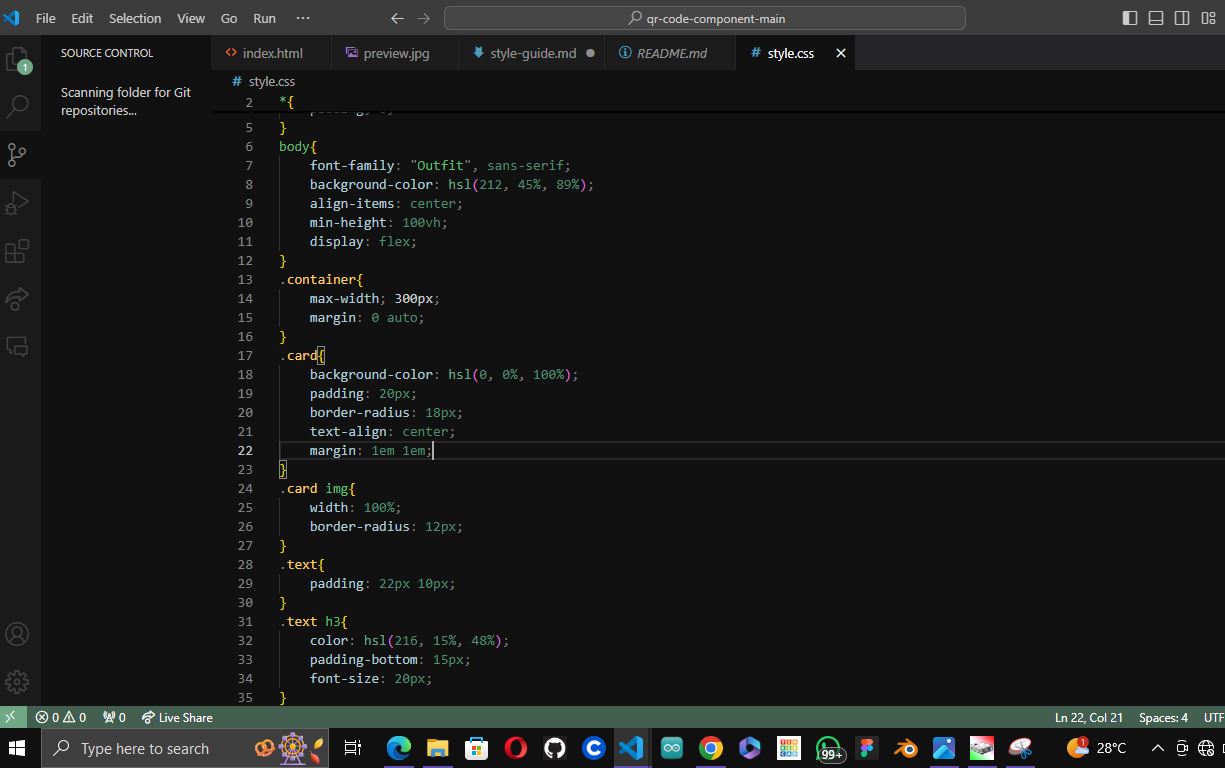 File Edit Selection View Go Run ··· qr-code-component-main
SOURCE CONTROL
Scanning folder for Git
repositories...
1
index.html preview.jpg style-guide.md README.md # style.css
# style.css
2 *{
5 }
6 body{
7 font-family: "Outfit", sans-serif;
8 background-color: hsl(212, 45%, 89%);
9 align-items: center;
10 min-height: 100vh;
11 display: flex;
12 }
13 .container{
14 max-width; 300px;
15 margin: 0 auto;
16 }
17 .card{
18 background-color: hsl(0, 0%, 100%);
19 padding: 20px;
20 border-radius: 18px;
21 text-align: center;
22 margin: 1em 1em;
23 }
24 .card img{
25 width: 100%;
26 border-radius: 12px;
27 }
28 .text{
29 padding: 22px 10px;
30 }
31 .text h3{
32 color: hsl(216, 15%, 48%);
33 padding-bottom: 15px;
34 font-size: 20px;
35 }
0 0 0 Live Share Ln 22, Col 21 Spaces: 4 UTF
Type here to search 99+ 1 28°C